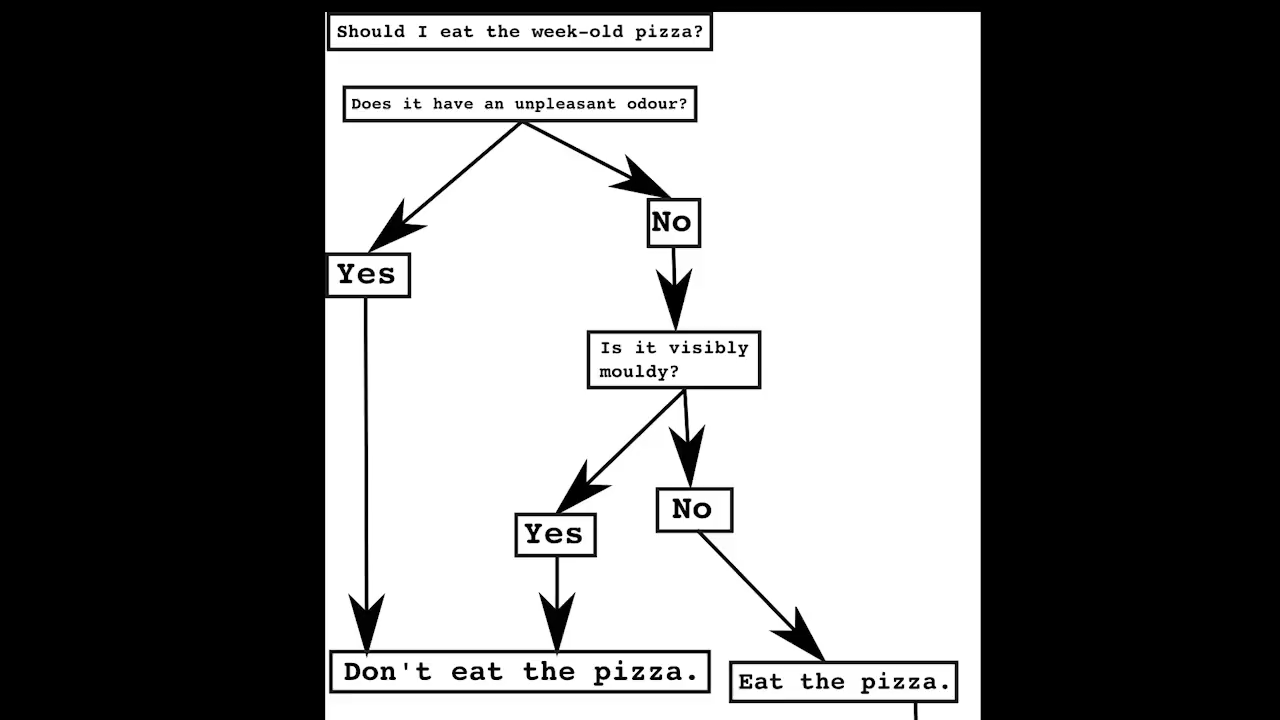 Should I eat the week-old pizza?
Does it have an unpleasant odour?
No
Yes
Is it visibly
mouldy?
No
Yes
Don't eat the pizza.
Eat the pizza.